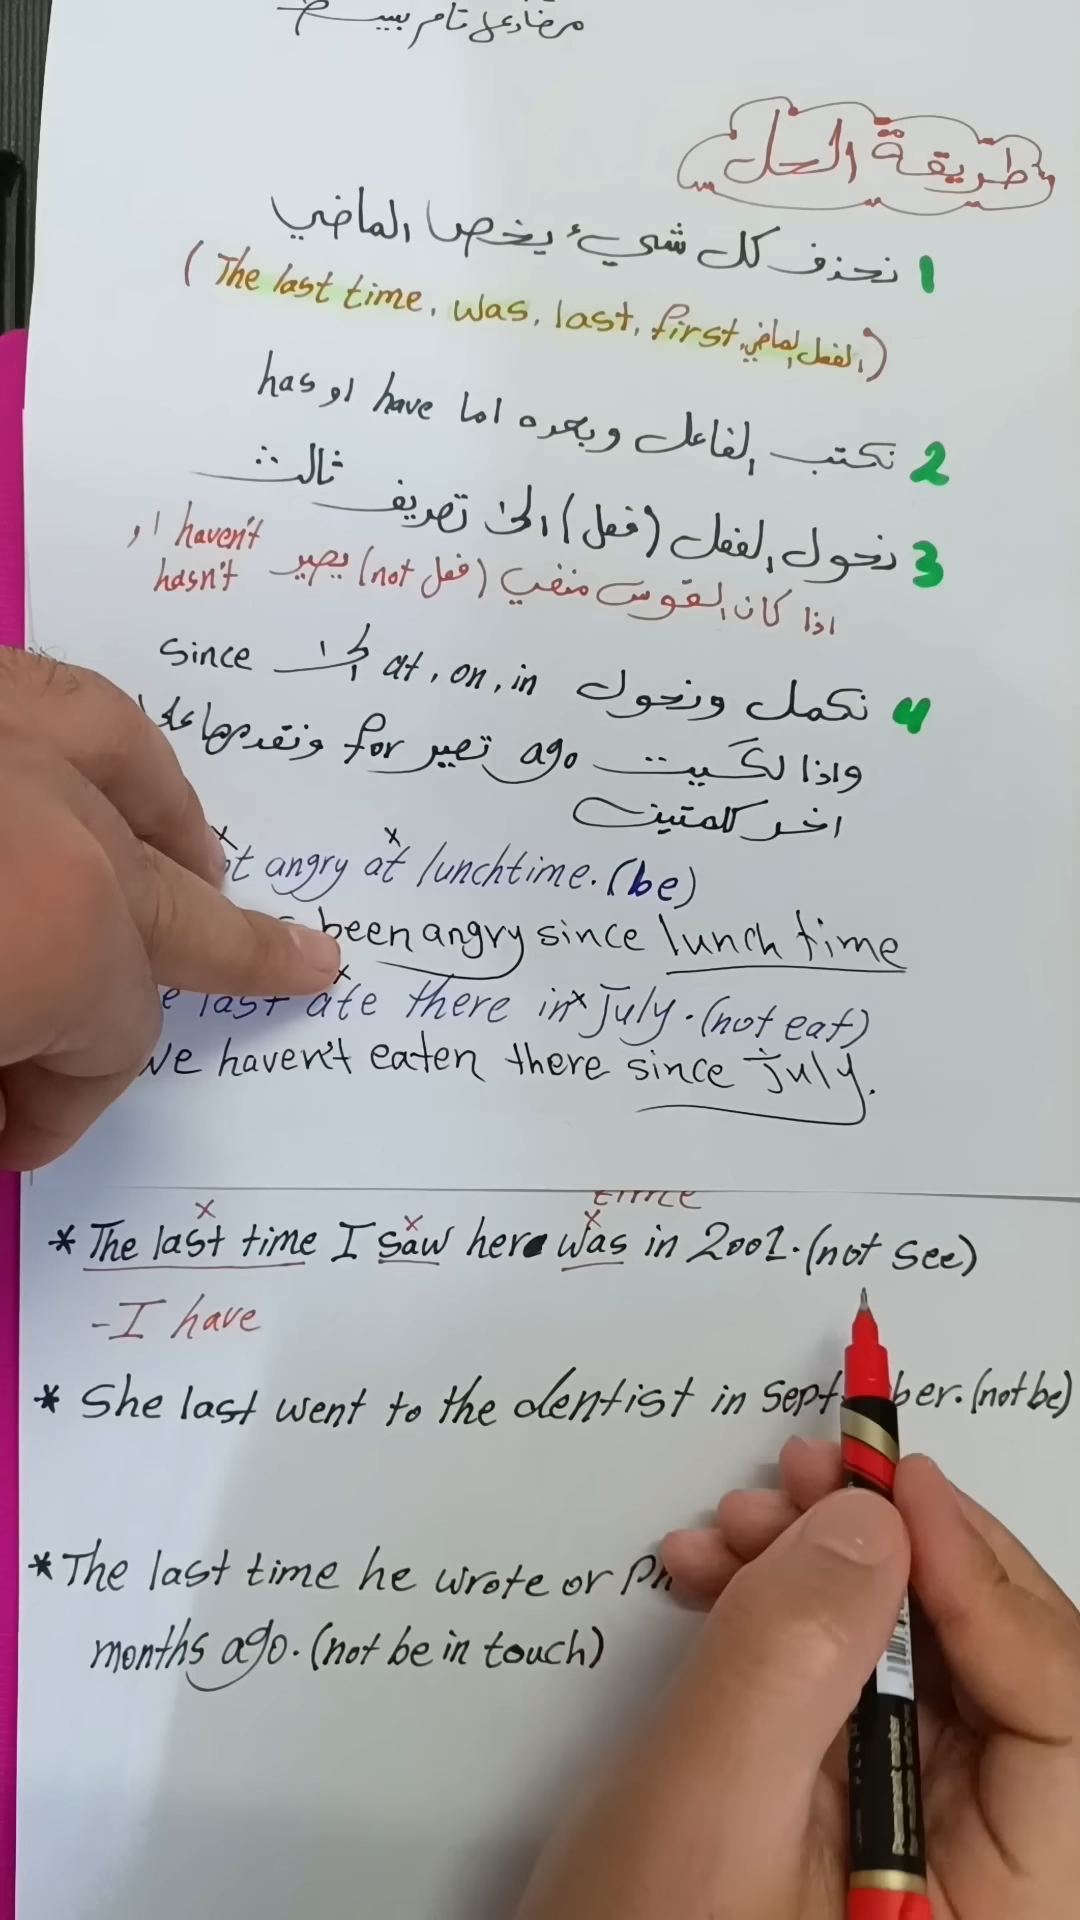 مضارع تام بسيط
طريقة الحل
1 نحذف كل شيء يخص الماضي
(The last time, was, last, first, الفعل الماضي)
2 نكتب الفاعل وبعده اما have او has
3 نحول الفعل (فعل) الى تصريف ثالث
اذا كان القوس منفي (not فعل) يصير haven't او
hasn't
4 نكمل ونحول at, on, in الى since
واذا لكيت ago تصير for ونقدمها على
اخر كلمتين
angry at lunchtime. (be)
been angry since lunch time
last ate there in July. (not eat)
We haven't eaten there since July.
time
* The last time I saw here was in 2001. (not see)
- I have
* She last went to the dentist in (not be)
* The last time he wrote or
months ago. (not be in touch)